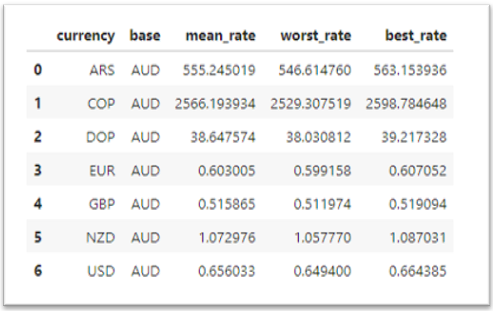 currency base mean_rate worst_rate best_rate
0 ARS AUD 555.245019 546.614760 563.153936
1 COP AUD 2566.193934 2529.307519 2598.784648
2 DOP AUD 38.647574 38.030812 39.217328
3 EUR AUD 0.603005 0.599158 0.607052
4 GBP AUD 0.515865 0.511974 0.519094
5 NZD AUD 1.072976 1.057770 1.087031
6 USD AUD 0.656033 0.649400 0.664385